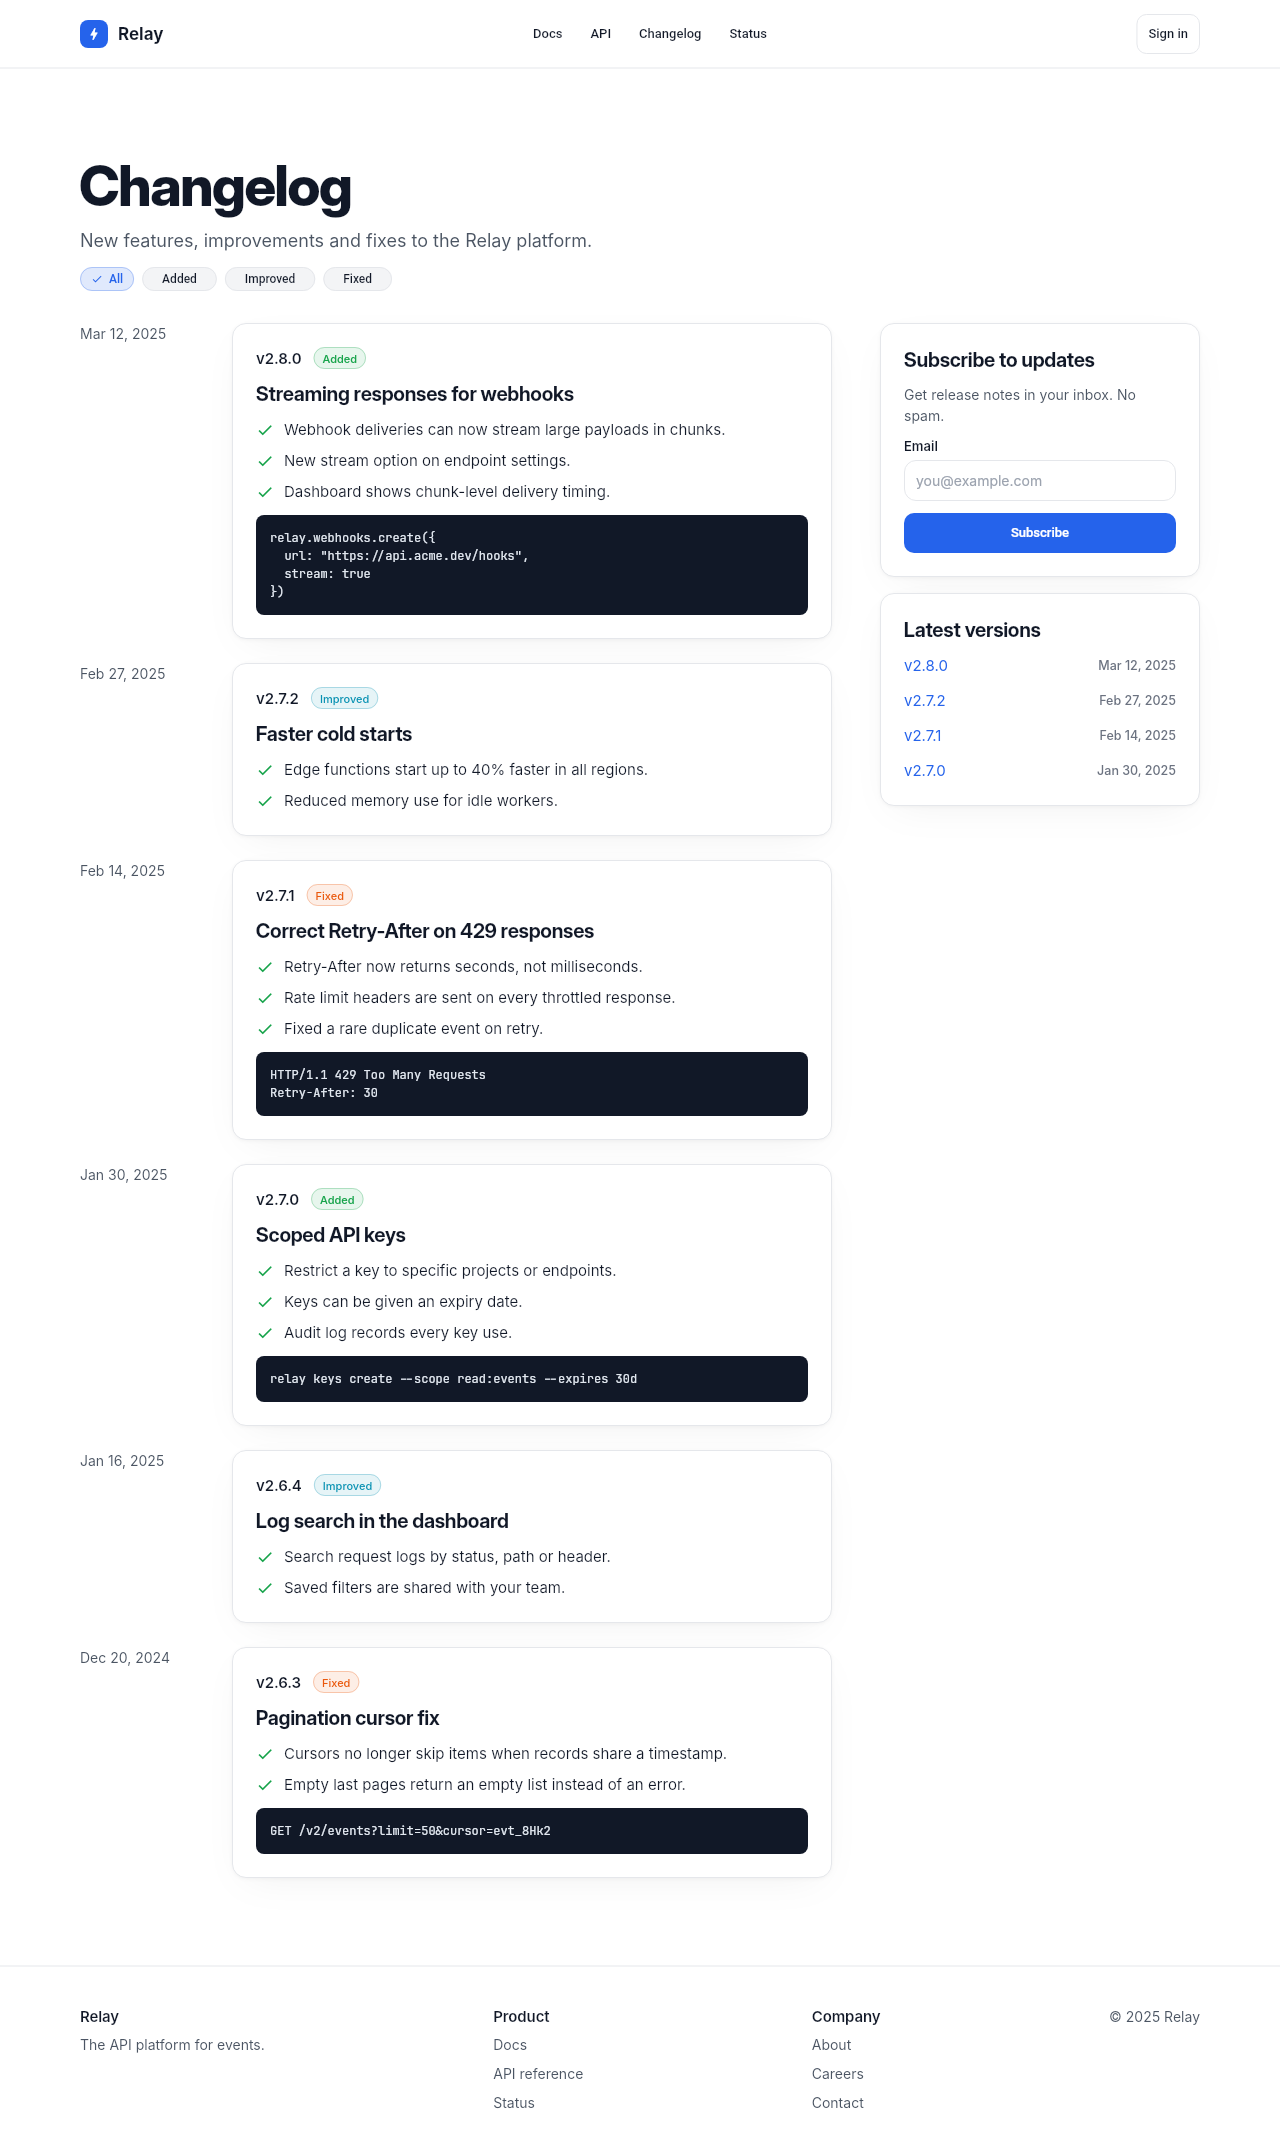 Relay
Docs
API
Changelog
Status
Sign in
Changelog
New features, improvements and fixes to the Relay platform.
All
Added
Improved
Fixed
Mar 12, 2025
v2.8.0
Added
Streaming responses for webhooks
Webhook deliveries can now stream large payloads in chunks.
New stream option on endpoint settings.
Dashboard shows chunk-level delivery timing.
relay.webhooks.create({
  url: "https://api.acme.dev/hooks",
  stream: true
})
Feb 27, 2025
v2.7.2
Improved
Faster cold starts
Edge functions start up to 40% faster in all regions.
Reduced memory use for idle workers.
Feb 14, 2025
v2.7.1
Fixed
Correct Retry-After on 429 responses
Retry-After now returns seconds, not milliseconds.
Rate limit headers are sent on every throttled response.
Fixed a rare duplicate event on retry.
HTTP/1.1 429 Too Many Requests
Retry-After: 30
Jan 30, 2025
v2.7.0
Added
Scoped API keys
Restrict a key to specific projects or endpoints.
Keys can be given an expiry date.
Audit log records every key use.
relay keys create --scope read:events --expires 30d
Jan 16, 2025
v2.6.4
Improved
Log search in the dashboard
Search request logs by status, path or header.
Saved filters are shared with your team.
Dec 20, 2024
v2.6.3
Fixed
Pagination cursor fix
Cursors no longer skip items when records share a timestamp.
Empty last pages return an empty list instead of an error.
GET /v2/events?limit=50&cursor=evt_8Hk2
Subscribe to updates
Get release notes in your inbox. No
spam.
Email
you@example.com
Subscribe
Latest versions
v2.8.0
Mar 12, 2025
v2.7.2
Feb 27, 2025
v2.7.1
Feb 14, 2025
v2.7.0
Jan 30, 2025
Relay
The API platform for events.
Product
Docs
API reference
Status
Company
About
Careers
Contact
© 2025 Relay